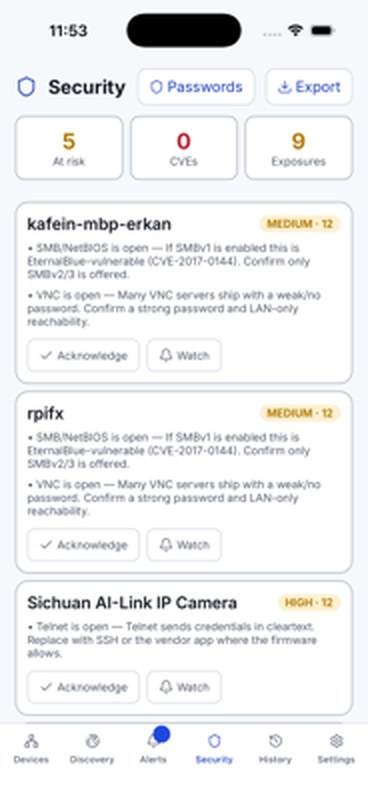 11:53
Security
Passwords
Export
5
0
9
At risk
CVEs
Exposures
kafein-mbp-erkan
MEDIUM · 12
• SMB/NetBIOS is open — If SMBv1 is enabled this is
EternalBlue-vulnerable (CVE-2017-0144). Confirm only
SMBv2/3 is offered.
• VNC is open — Many VNC servers ship with a weak/no
password. Confirm a strong password and LAN-only
reachability.
Acknowledge
Watch
rpifx
MEDIUM · 12
• SMB/NetBIOS is open — If SMBv1 is enabled this is
EternalBlue-vulnerable (CVE-2017-0144). Confirm only
SMBv2/3 is offered.
• VNC is open — Many VNC servers ship with a weak/no
password. Confirm a strong password and LAN-only
reachability.
Acknowledge
Watch
Sichuan AI-Link IP Camera
HIGH · 12
• Telnet is open — Telnet sends credentials in cleartext.
Replace with SSH or the vendor app where the firmware
allows.
Acknowledge
Watch
Devices
Discovery
Alerts
Security
History
Settings